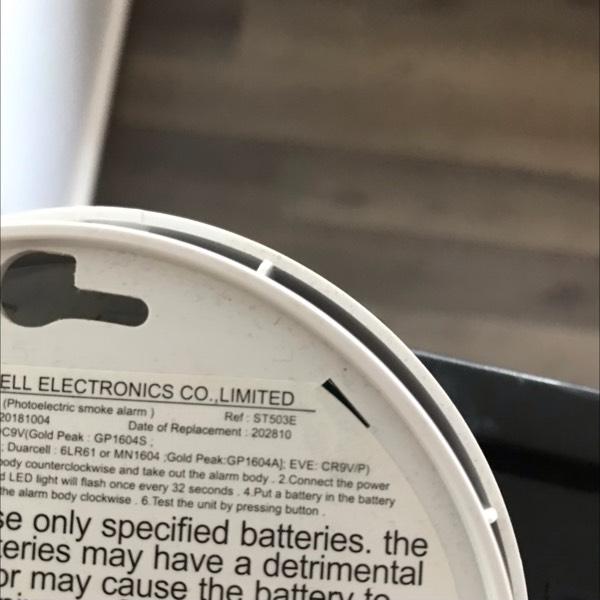 ELL ELECTRONICS CO.,LIMITED
(Photoelectric smoke alarm ) Ref : ST503E
20181004 Date of Replacement : 202810
C9V(Gold Peak : GP1604S ;
; Duarcell : 6LR61 or MN1604 ;Gold Peak:GP1604A]; EVE: CR9V/P)
body counterclockwise and take out the alarm body . 2.Connect the power
d LED light will flash once every 32 seconds . 4.Put a battery in the battery
the alarm body clockwise . 6.Test the unit by pressing button .
se only specified batteries. the
teries may have a detrimental
or may cause the battery to